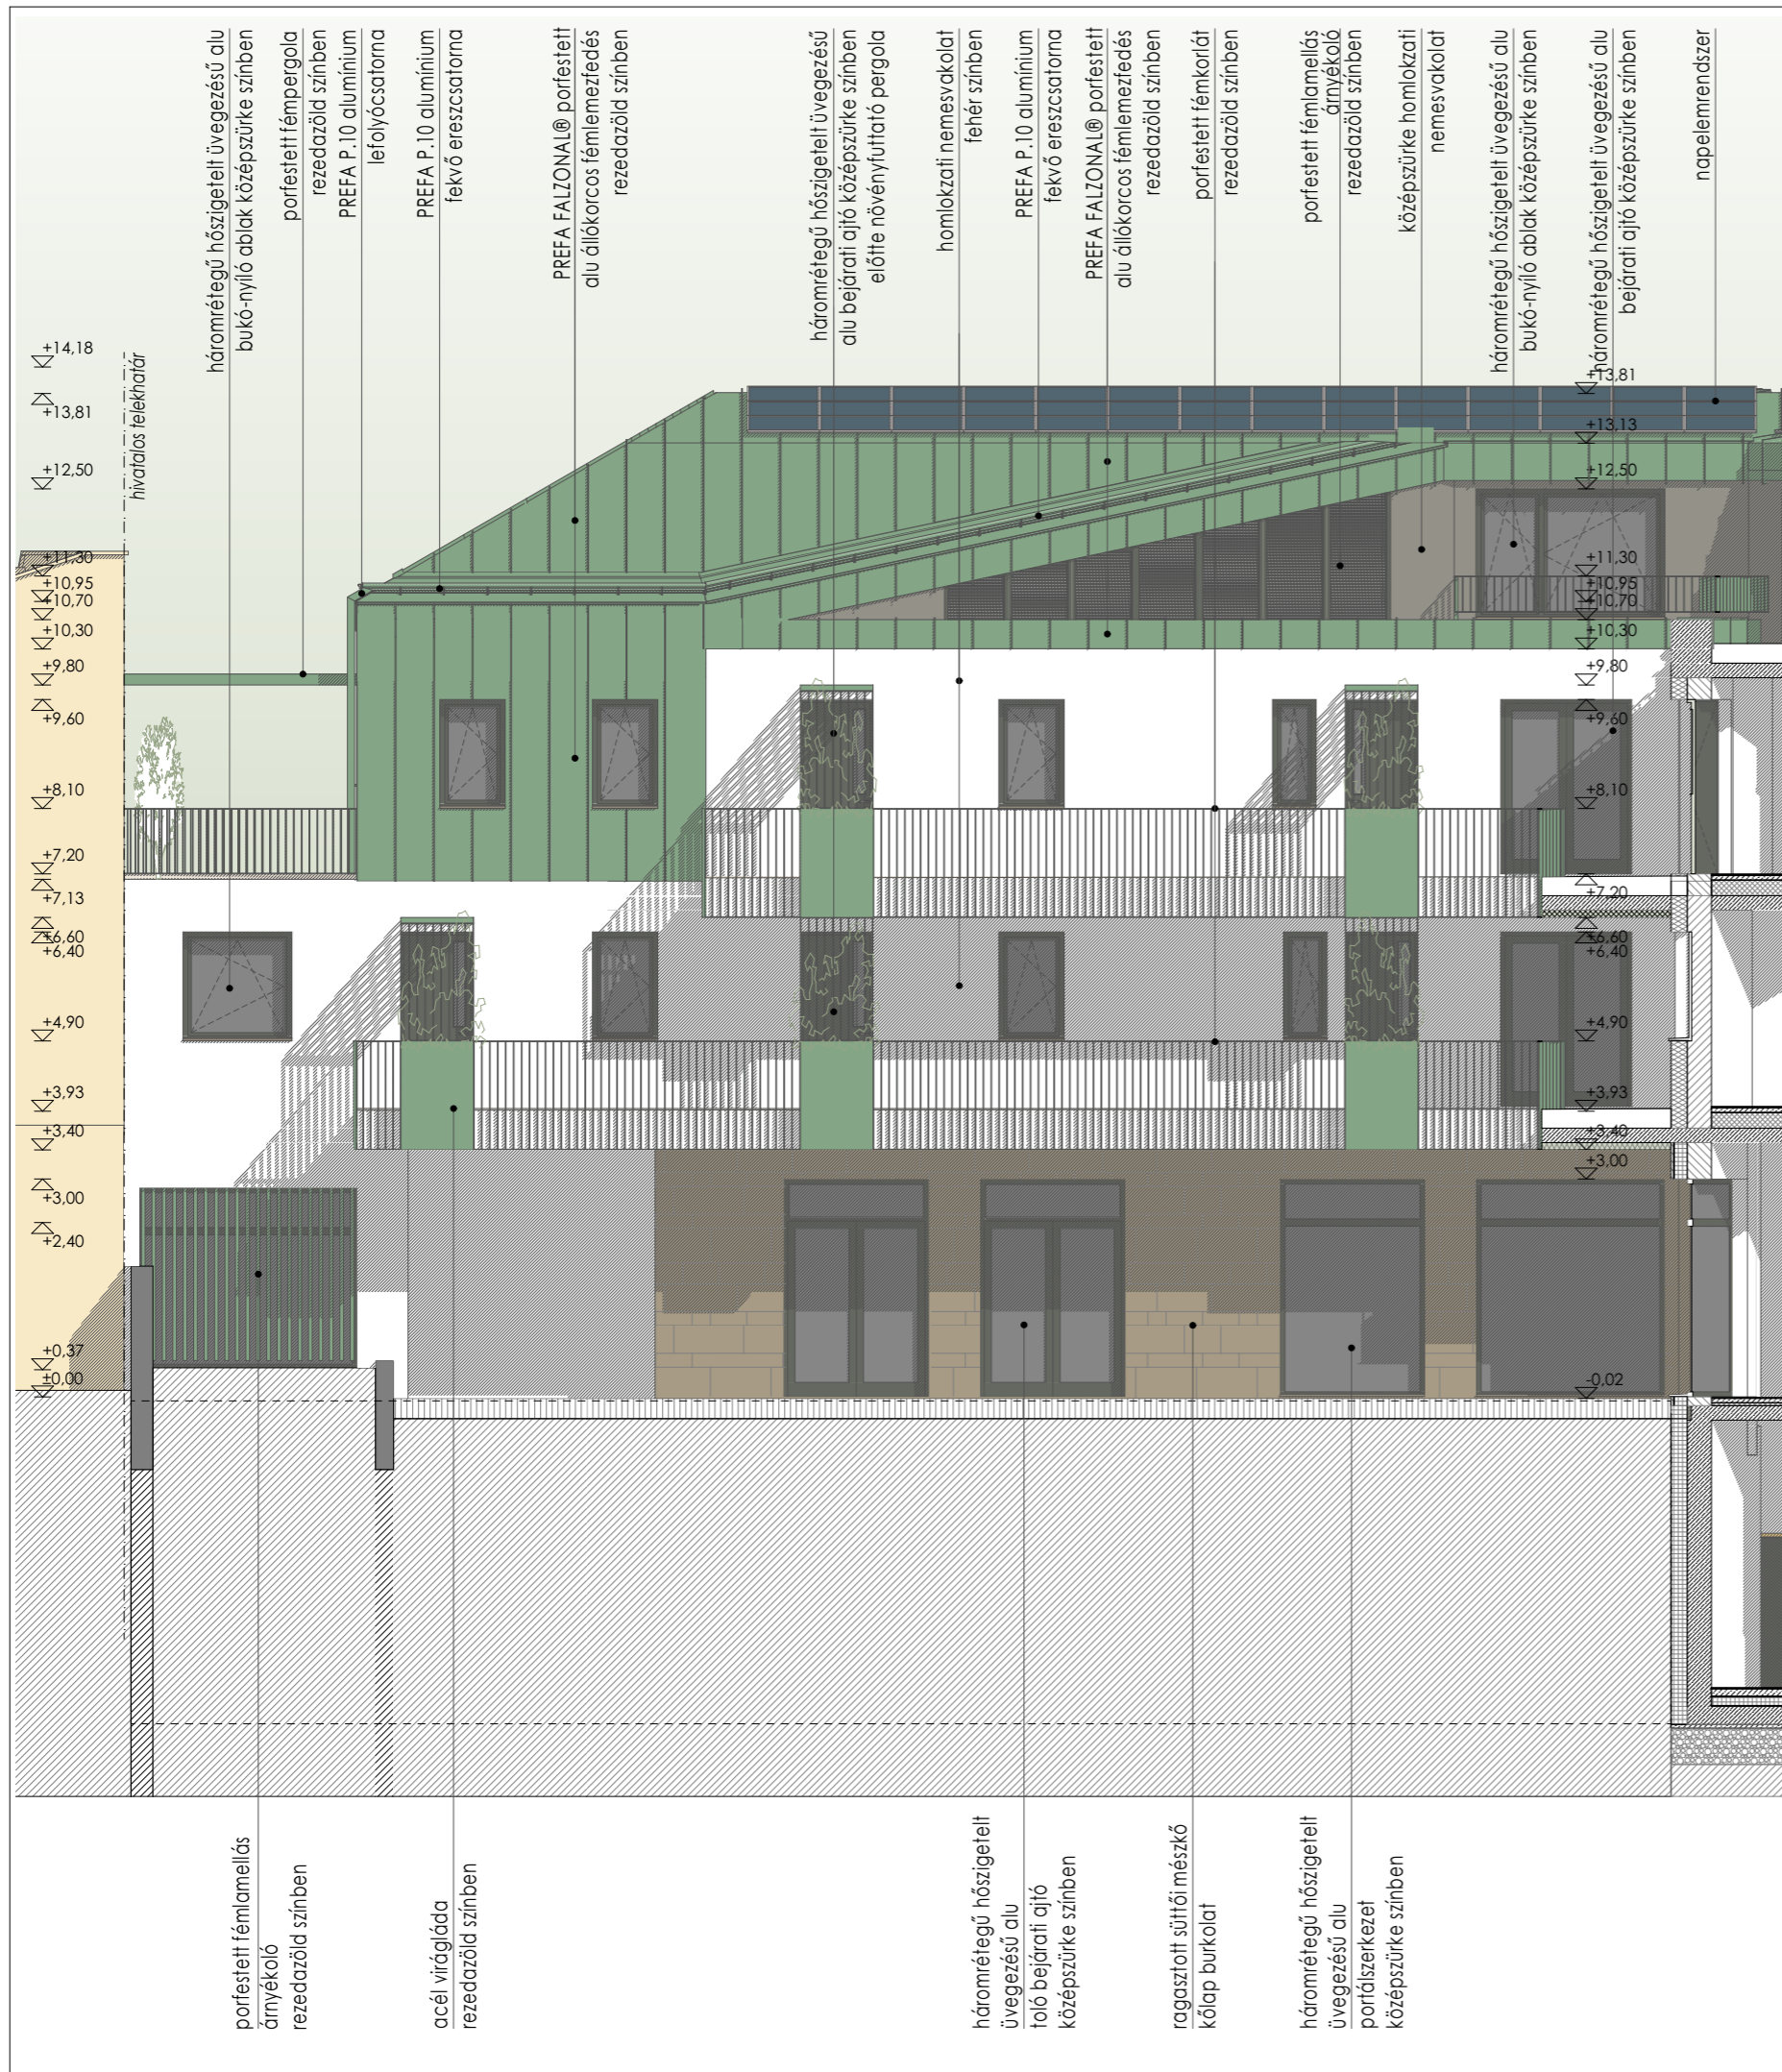 háromrétegű hőszigetelt üvegezésű alu
bukó-nyíló ablak középszürke színben
porfestett fémpergola
rezedazöld színben
PREFA P.10 alumínium
lefolyócsatorna
PREFA P.10 alumínium
fekvő ereszcsatorna
PREFA FALZONAL® porfestett
alu állókorcos fémlemezfedés
rezedazöld színben
háromrétegű hőszigetelt üvegezésű
alu bejárati ajtó középszürke színben
előtte növényfuttató pergola
homlokzati nemesvakolat
fehér színben
PREFA P.10 alumínium
fekvő ereszcsatorna
PREFA FALZONAL® porfestett
alu állókorcos fémlemezfedés
rezedazöld színben
porfestett fémkorlát
rezedazöld színben
porfestett fémlamellás
árnyékoló
rezedazöld színben
középszürke homlokzati
nemesvakolat
háromrétegű hőszigetelt üvegezésű alu
bukó-nyíló ablak középszürke színben
háromrétegű hőszigetelt üvegezésű alu
bejárati ajtó középszürke színben
napelemrendszer
+14,18
+13,81
+12,50
+11,30
+10,95
+10,70
+10,30
+9,80
+9,60
+8,10
+7,20
+7,13
+6,60
+6,40
+4,90
+3,93
+3,40
+3,00
+2,40
+0,37
±0,00
hivatalos telekhatár
+13,81
+13,13
+12,50
+11,30
+10,95
+10,70
+10,30
+9,80
+9,60
+8,10
+7,20
+6,60
+6,40
+4,90
+3,93
+3,40
+3,00
-0,02
porfestett fémlamellás
árnyékoló
rezedazöld színben
acél virágláda
rezedazöld színben
háromrétegű hőszigetelt
üvegezésű alu
toló bejárati ajtó
középszürke színben
ragasztott süttői mészkő
kőlap burkolat
háromrétegű hőszigetelt
üvegezésű alu
portálszerkezet
középszürke színben